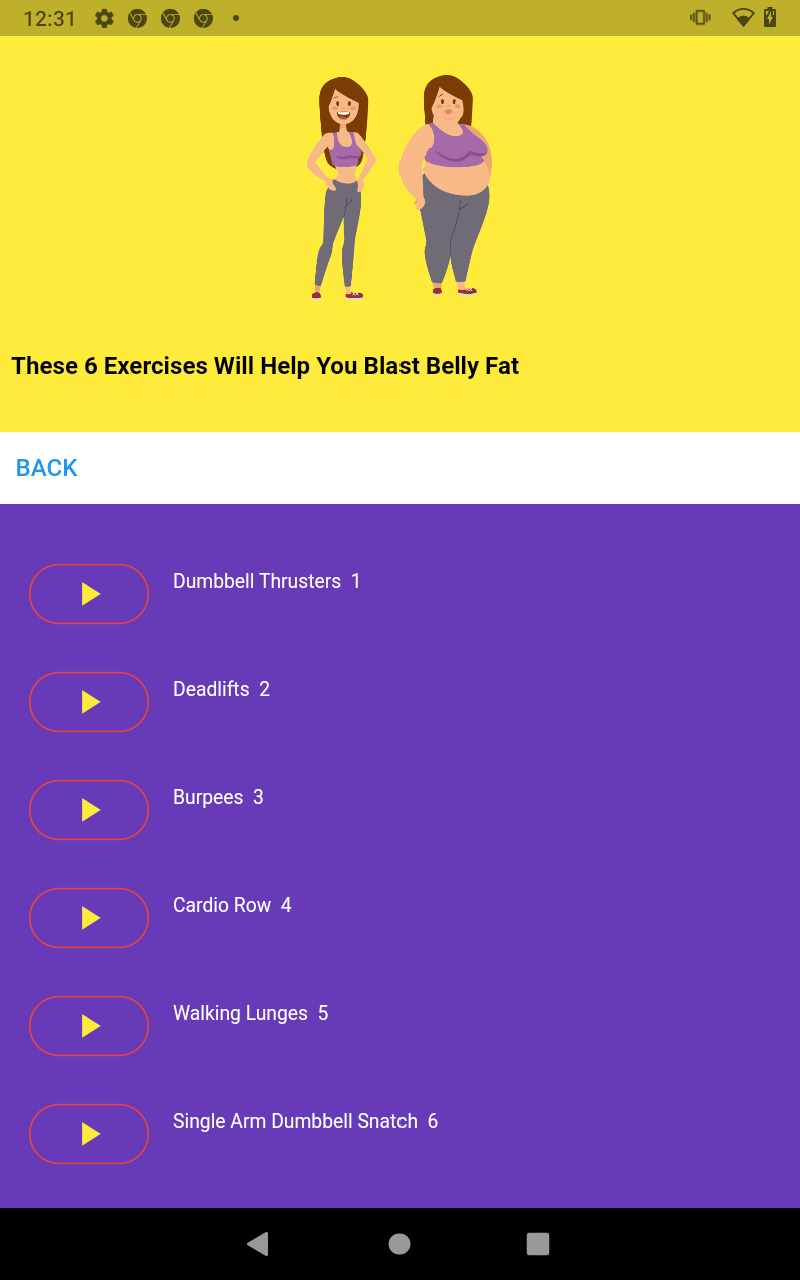 12:31
These 6 Exercises Will Help You Blast Belly Fat
BACK
Dumbbell Thrusters 1
Deadlifts 2
Burpees 3
Cardio Row 4
Walking Lunges 5
Single Arm Dumbbell Snatch 6